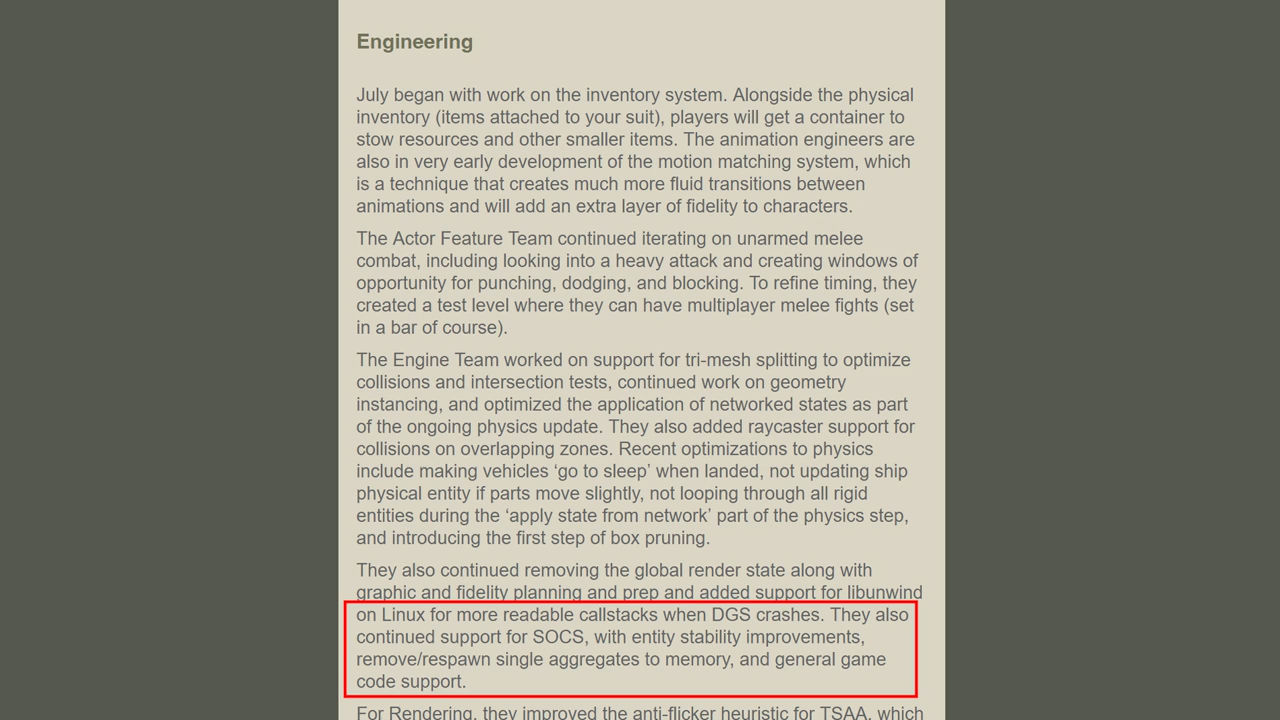 Engineering
July began with work on the inventory system. Alongside the physical
inventory (items attached to your suit), players will get a container to
stow resources and other smaller items. The animation engineers are
also in very early development of the motion matching system, which
is a technique that creates much more fluid transitions between
animations and will add an extra layer of fidelity to characters.
The Actor Feature Team continued iterating on unarmed melee
combat, including looking into a heavy attack and creating windows of
opportunity for punching, dodging, and blocking. To refine timing, they
created a test level where they can have multiplayer melee fights (set
in a bar of course).
The Engine Team worked on support for tri-mesh splitting to optimize
collisions and intersection tests, continued work on geometry
instancing, and optimized the application of networked states as part
of the ongoing physics update. They also added raycaster support for
collisions on overlapping zones. Recent optimizations to physics
include making vehicles ‘go to sleep’ when landed, not updating ship
physical entity if parts move slightly, not looping through all rigid
entities during the ‘apply state from network’ part of the physics step,
and introducing the first step of box pruning.
They also continued removing the global render state along with
graphic and fidelity planning and prep and added support for libunwind
on Linux for more readable callstacks when DGS crashes. They also
continued support for SOCS, with entity stability improvements,
remove/respawn single aggregates to memory, and general game
code support.
For Rendering, they improved the anti-flicker heuristic for TSAA, which